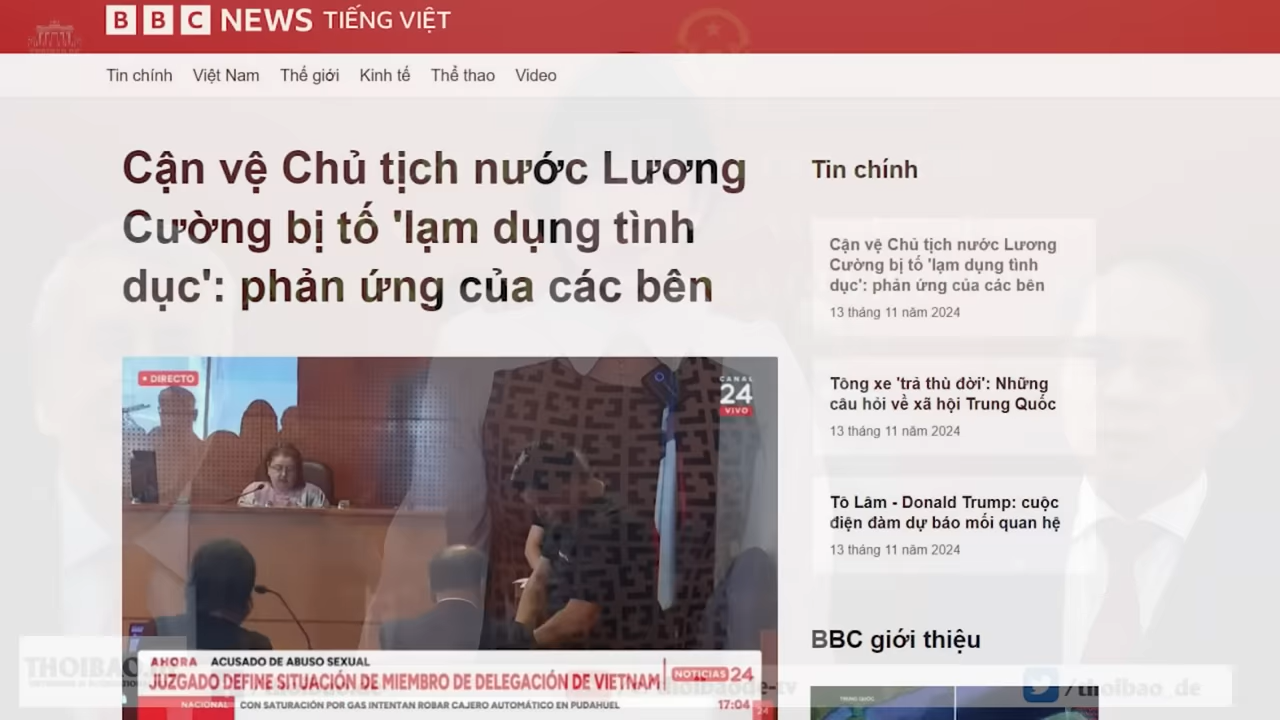 BBC NEWS TIẾNG VIỆT
Tin chính Việt Nam Thế giới Kinh tế Thể thao Video
Cận vệ Chủ tịch nước Lương
Cường bị tố 'lạm dụng tình
dục': phản ứng của các bên
DIRECTO
CANAL
24
VIVO
AHORA ACUSADO DE ABUSO SEXUAL
JUZGADO DEFINE SITUACIÓN DE MIEMBRO DE DELEGACIÓN DE VIETNAM
NOTICIAS 24
NACIONAL CON SATURACIÓN POR GAS INTENTAN ROBAR CAJERO AUTOMÁTICO EN PUDAHUEL
17:04
Tin chính
Cận vệ Chủ tịch nước Lương
Cường bị tố 'lạm dụng tình
dục': phản ứng của các bên
13 tháng 11 năm 2024
Tông xe 'trả thù đời': Những
câu hỏi về xã hội Trung Quốc
13 tháng 11 năm 2024
Tô Lâm - Donald Trump: cuộc
điện đàm dự báo mối quan hệ
13 tháng 11 năm 2024
BBC giới thiệu
TRUNG QUỐC
THOIBAO.
/thoibao_de